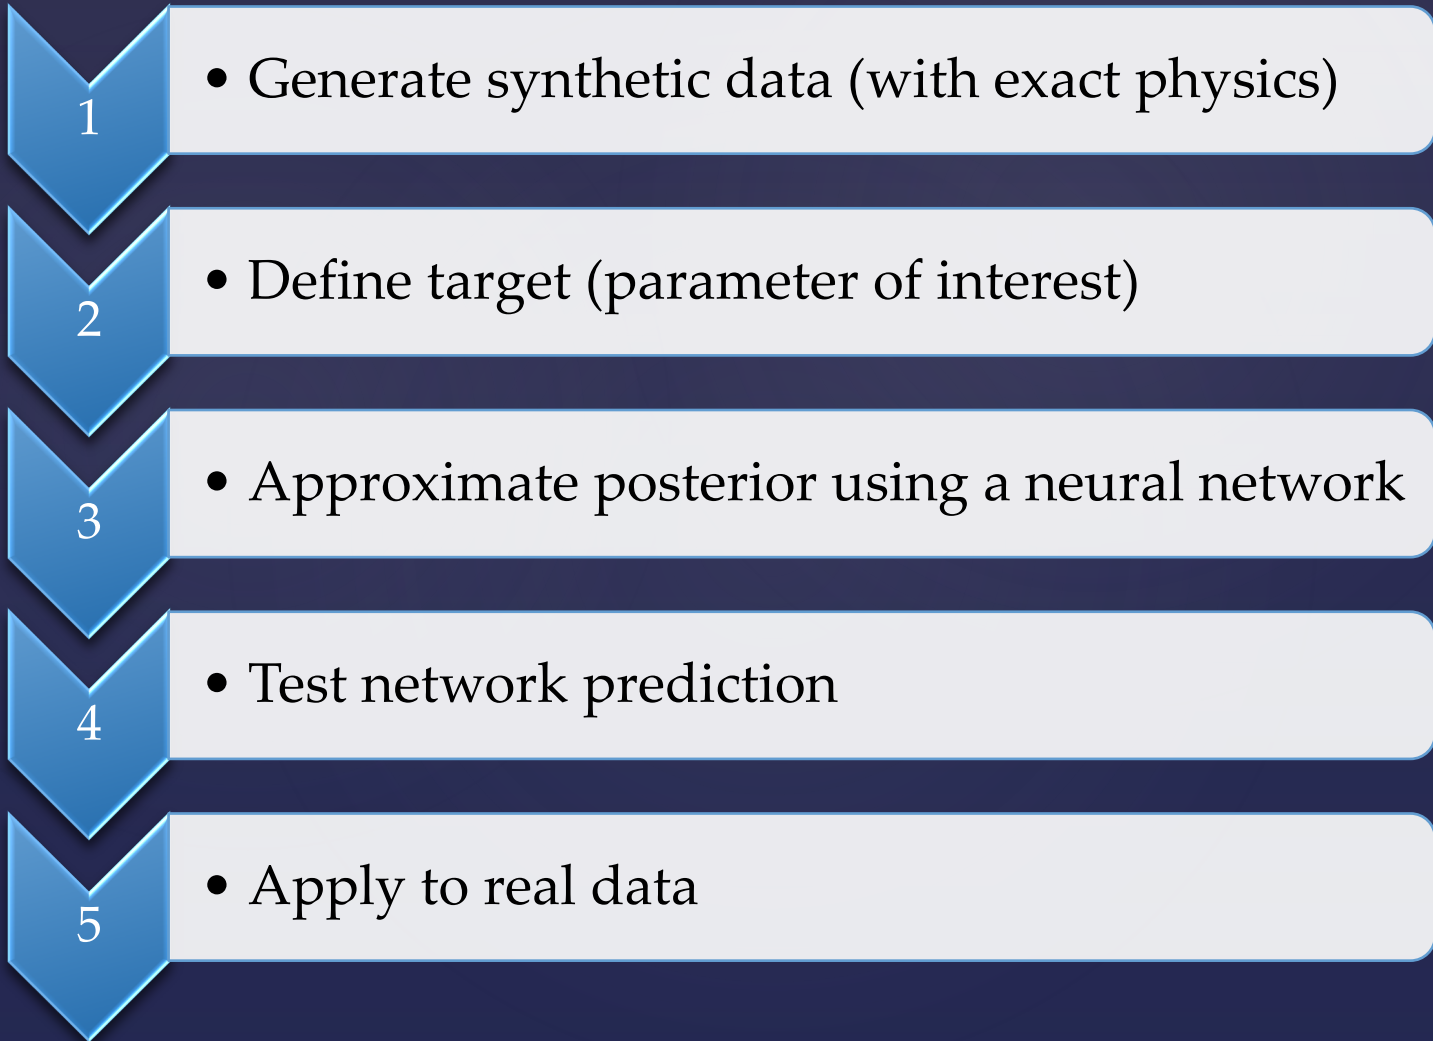 1
• Generate synthetic data (with exact physics)
2
• Define target (parameter of interest)
3
• Approximate posterior using a neural network
4
• Test network prediction
5
• Apply to real data